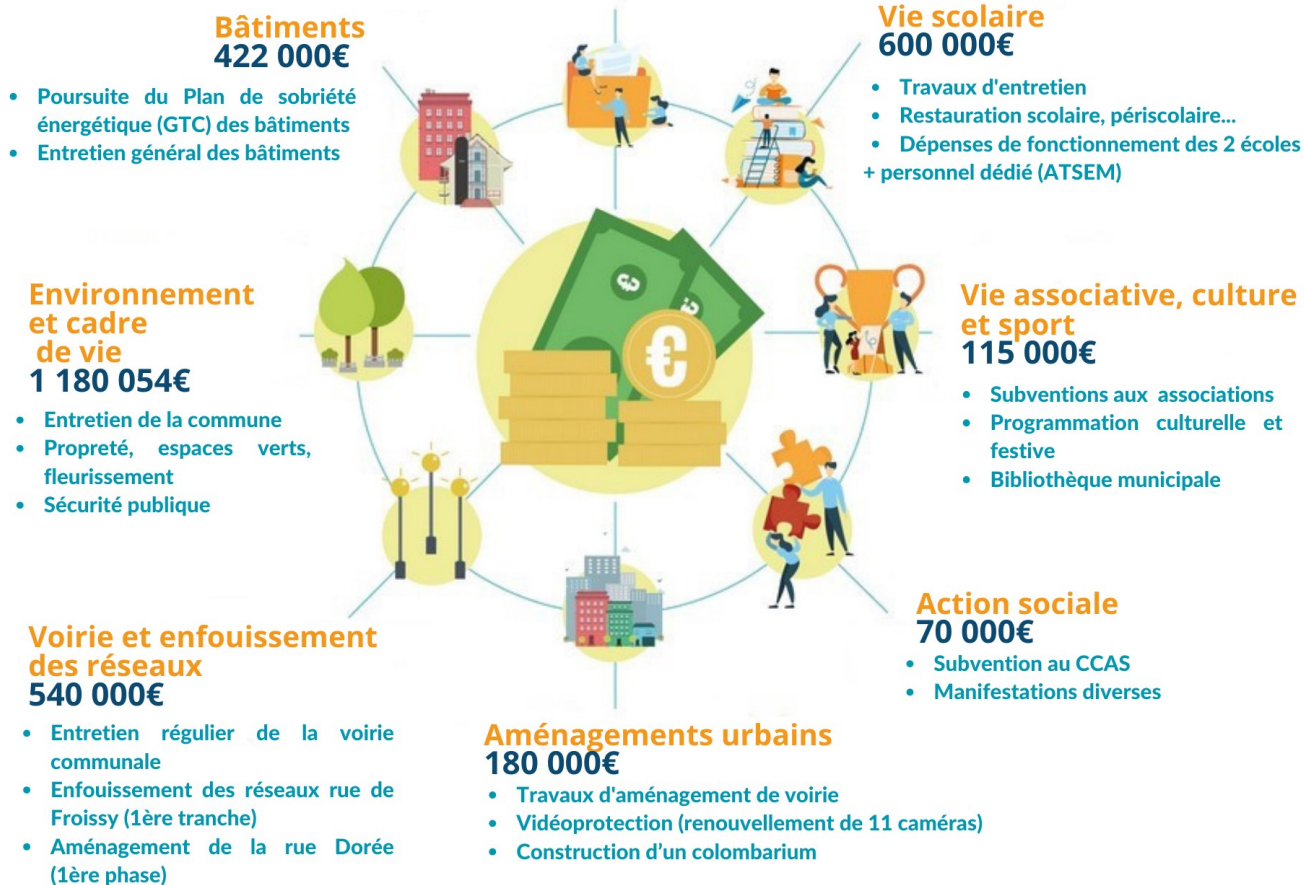 Bâtiments
422 000€
• Poursuite du Plan de sobriété
énergétique (GTC) des bâtiments
• Entretien général des bâtiments
Vie scolaire
600 000€
• Travaux d'entretien
• Restauration scolaire, périscolaire...
• Dépenses de fonctionnement des 2 écoles
+ personnel dédié (ATSEM)
Environnement
et cadre
de vie
1 180 054€
• Entretien de la commune
• Propreté, espaces verts,
fleurissement
• Sécurité publique
Vie associative, culture
et sport
115 000€
• Subventions aux associations
• Programmation culturelle et
festive
• Bibliothèque municipale
Voirie et enfouissement
des réseaux
540 000€
• Entretien régulier de la voirie
communale
• Enfouissement des réseaux rue de
Froissy (1ère tranche)
• Aménagement de la rue Dorée
(1ère phase)
Aménagements urbains
180 000€
• Travaux d'aménagement de voirie
• Vidéoprotection (renouvellement de 11 caméras)
• Construction d’un colombarium
Action sociale
70 000€
• Subvention au CCAS
• Manifestations diverses